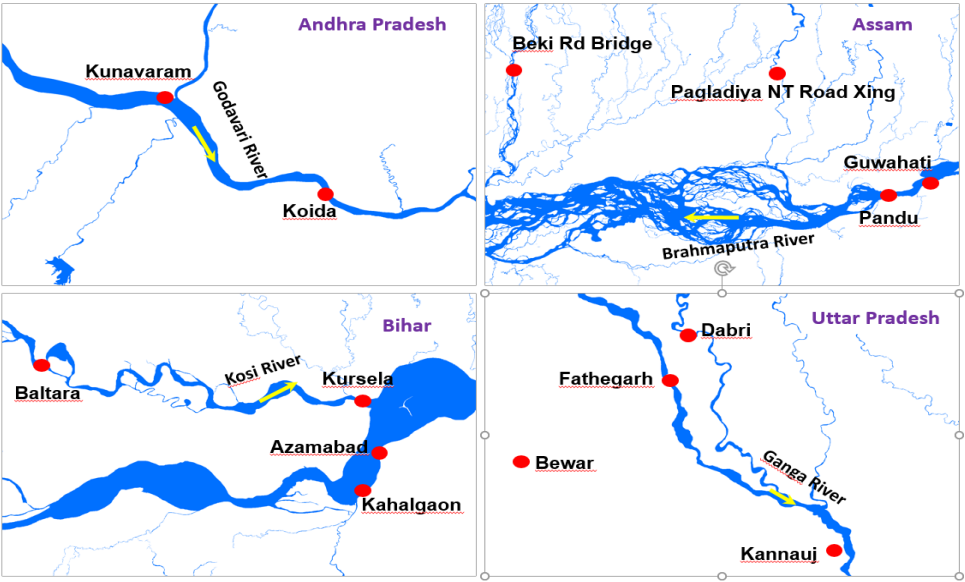 Andhra Pradesh
Kunavaram
Godavari River
Koida
Assam
Beki Rd Bridge
Pagladiya NT Road Xing
Guwahati
Pandu
Brahmaputra River
Bihar
Kosi River
Baltara
Kursela
Azamabad
Kahalgaon
Uttar Pradesh
Dabri
Fathegarh
Bewar
Ganga River
Kannauj